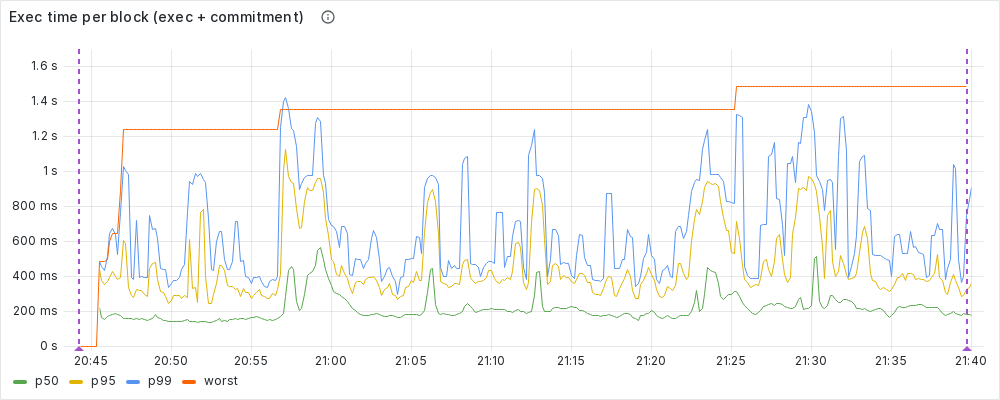 Exec time per block (exec + commitment)
1.6 s
1.4 s
1.2 s
1 s
800 ms
600 ms
400 ms
200 ms
0 s
20:45 20:50 20:55 21:00 21:05 21:10 21:15 21:20 21:25 21:30 21:35 21:40
p50 p95 p99 worst